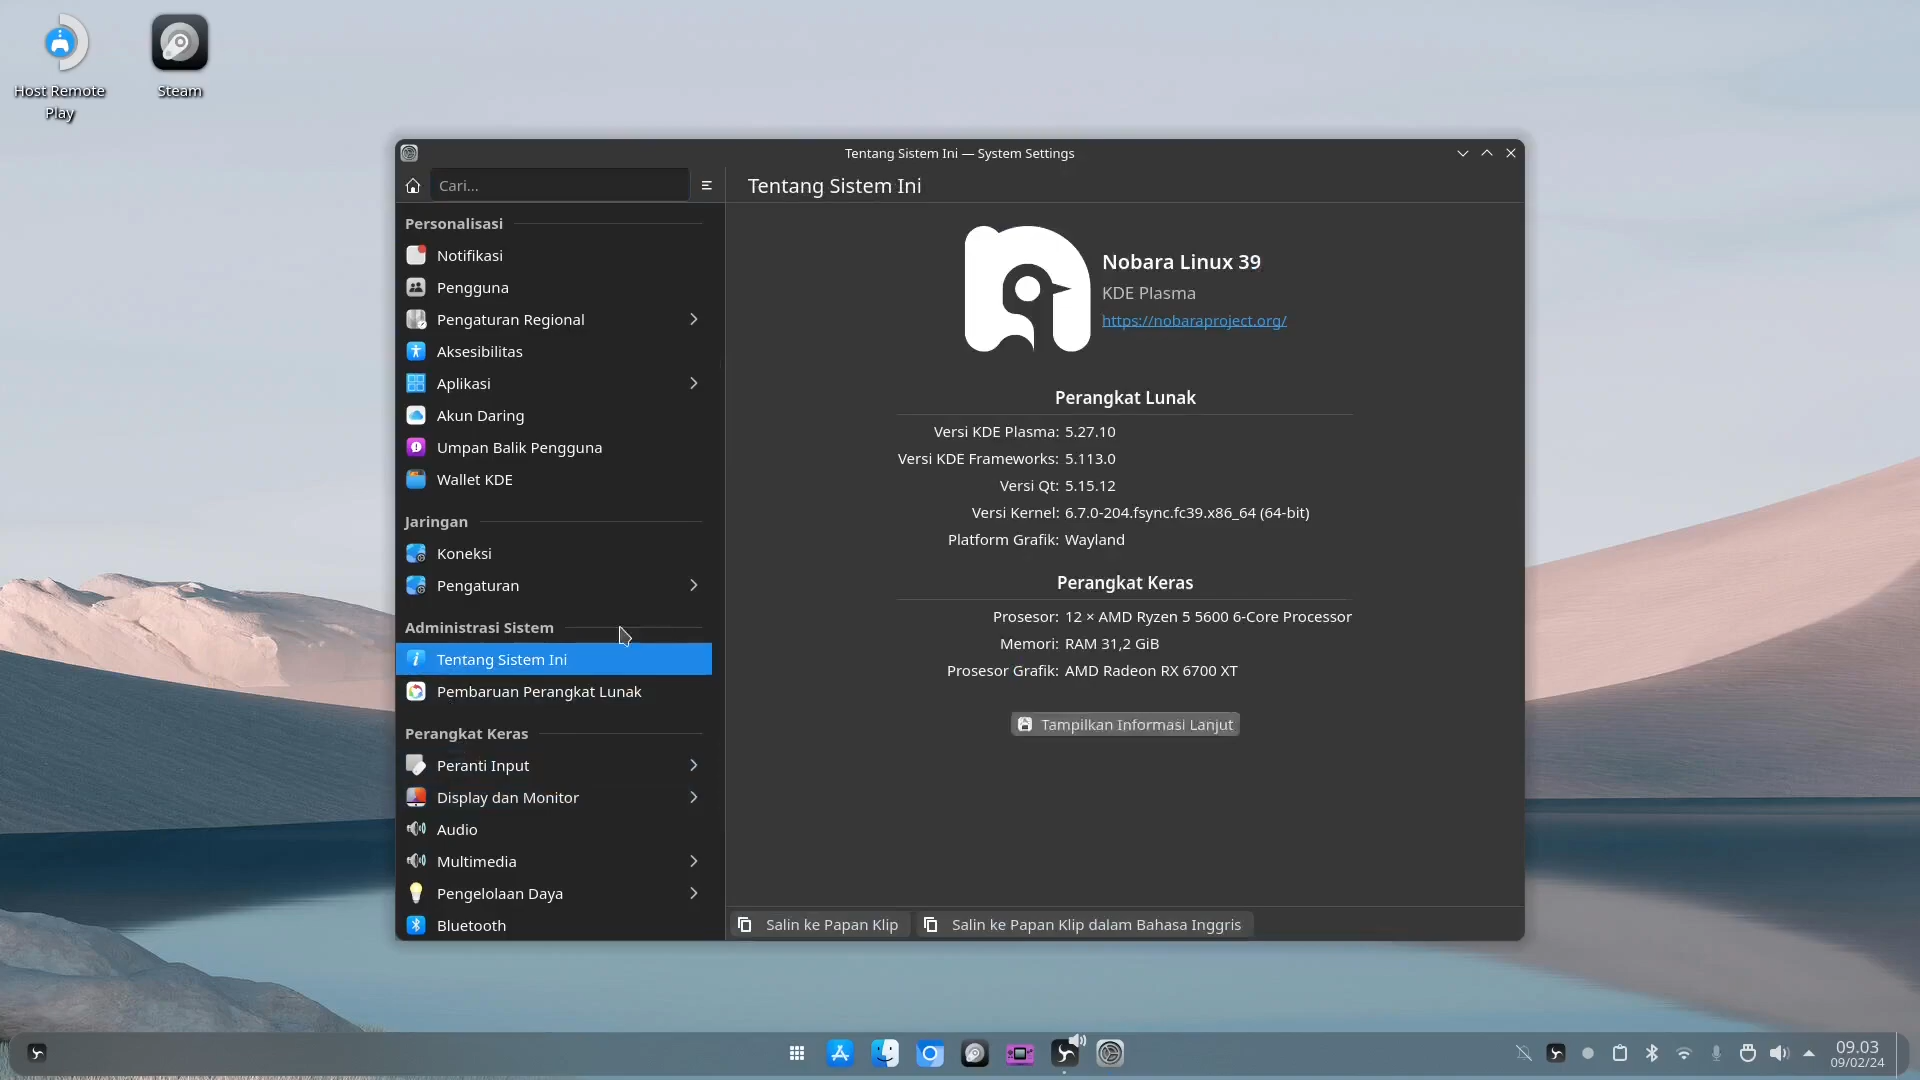 Host Remote
Play
Steam
Tentang Sistem Ini — System Settings
Cari...
Tentang Sistem Ini
Personalisasi
Notifikasi
Pengguna
Pengaturan Regional
Aksesibilitas
Aplikasi
Akun Daring
Umpan Balik Pengguna
Wallet KDE
Jaringan
Koneksi
Pengaturan
Administrasi Sistem
Tentang Sistem Ini
Pembaruan Perangkat Lunak
Perangkat Keras
Peranti Input
Display dan Monitor
Audio
Multimedia
Pengelolaan Daya
Bluetooth
Nobara Linux 39
KDE Plasma
https://nobaraproject.org/
Perangkat Lunak
Versi KDE Plasma: 5.27.10
Versi KDE Frameworks: 5.113.0
Versi Qt: 5.15.12
Versi Kernel: 6.7.0-204.fsync.fc39.x86_64 (64-bit)
Platform Grafik: Wayland
Perangkat Keras
Prosesor: 12 × AMD Ryzen 5 5600 6-Core Processor
Memori: RAM 31,2 GiB
Prosesor Grafik: AMD Radeon RX 6700 XT
Tampilkan Informasi Lanjut
Salin ke Papan Klip
Salin ke Papan Klip dalam Bahasa Inggris
09.03
09/02/24